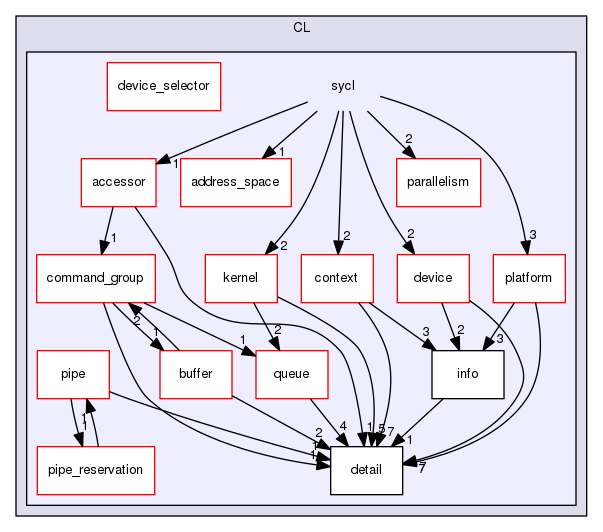 CL
device_selector
sycl
2
1
1
3
accessor
address_space
parallelism
1
2
2
2
command_group
kernel
context
device
platform
2
1
1
2
3
2
3
pipe
buffer
queue
info
1
1
2
1
1
4
1
5
7
1
pipe_reservation
detail
7